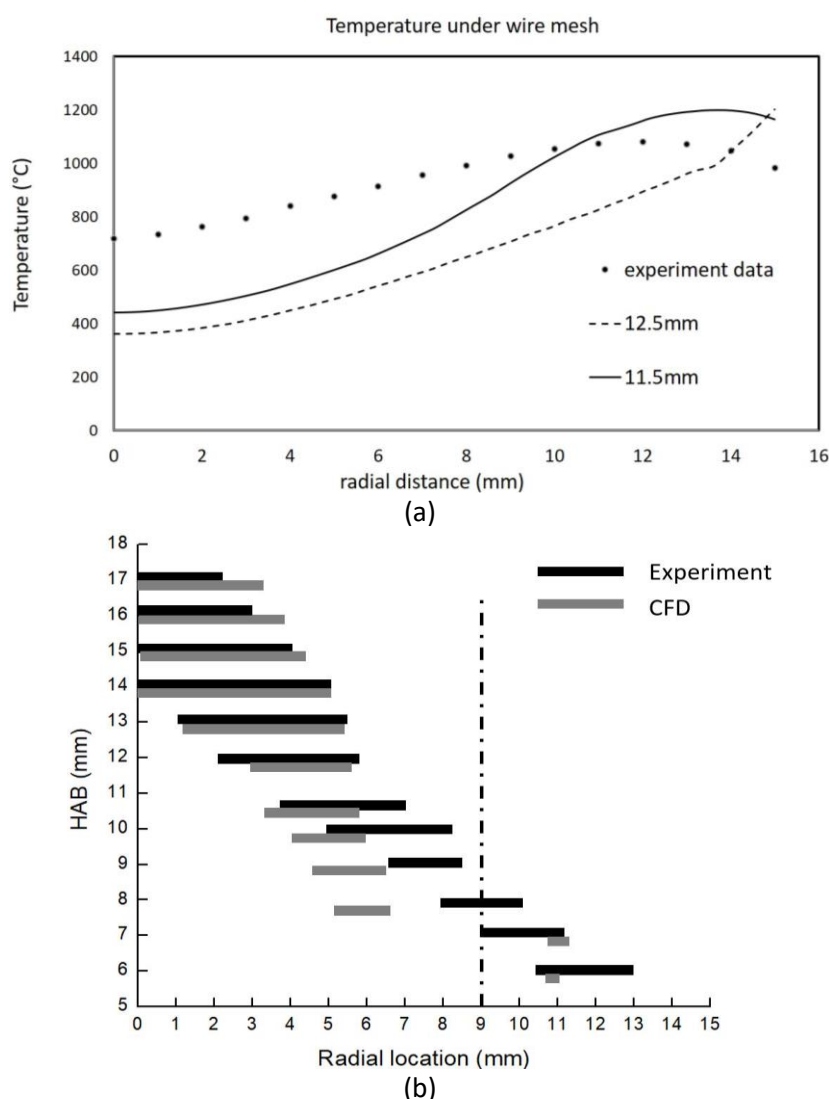 Temperature under wire mesh
1400
1200
1000
800
600
400
200
0
Temperature (°C)
experiment data
12.5mm
11.5mm
0 2 4 6 8 10 12 14 16
radial distance (mm)
(a)
18
17
16
15
14
13
12
11
10
9
8
7
6
5
HAB (mm)
Experiment
CFD
0 1 2 3 4 5 6 7 8 9 10 11 12 13 14 15
Radial location (mm)
(b)